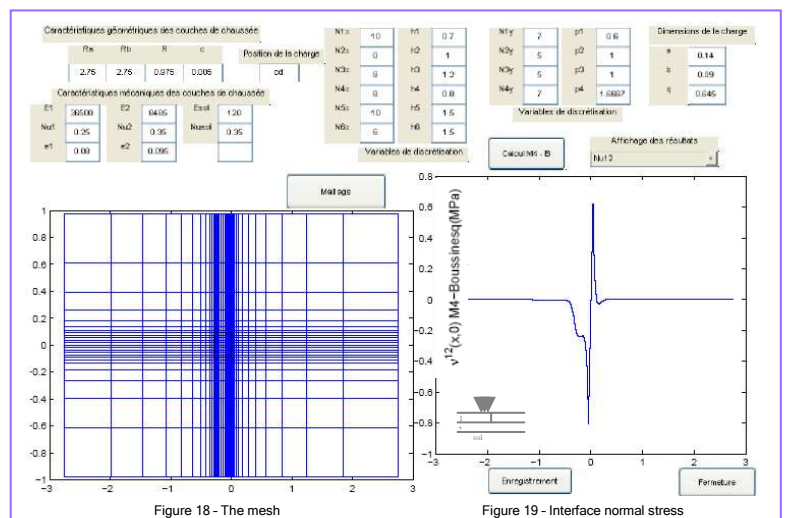 Caractéristiques géométriques des couches de chaussée
Ra Rb R c
2.75 2.75 0.975 0.005
Position de la charge
cd
Caractéristiques mécaniques des couches de chaussée
E1 36500 E2 8485 Esol 120
Nu1 0.25 Nu2 0.35 Nusol 0.35
e1 0.08 e2 0.095
N1x 10 h1 0.7
N2x 0 h2 1
N3x 8 h3 1.2
N4x 8 h4 0.8
N5x 10 h5 1.5
N6x 6 h6 1.5
Variables de discrétisation
N1y 7 p1 0.6
N2y 5 p2 1
N3y 5 p3 1
N4y 7 p4 1.6667
Variables de discrétisation
Dimensions de la charge
a 0.14
b 0.09
q 0.645
Calcul M4 - B
Affichage des résultats
Nu12
Maillage
1
0.8
0.6
0.4
0.2
0
-0.2
-0.4
-0.6
-0.8
-1
-3 -2 -1 0 1 2 3
Figure 18 - The mesh
ν12(x,0) M4-Boussinesq(MPa)
0.8
0.6
0.4
0.2
0
-0.2
-0.4
-0.6
-0.8
-1
1
2
sol
-3 -2 -1 0 1 2 3
Enregistrement
Fermeture
Figure 19 - Interface normal stress